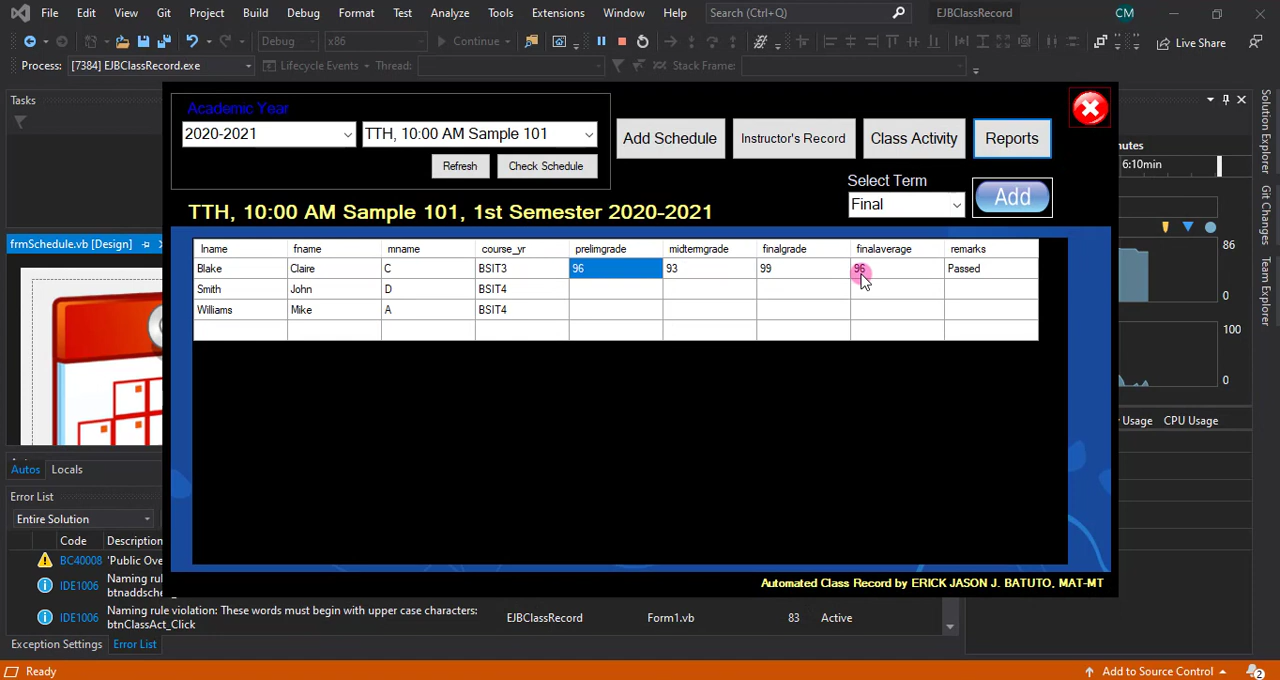 File Edit View Git Project Build Debug Format Test Analyze Tools Extensions Window Help Search (Ctrl+Q) EJBClassRecord CM
Debug x86 Continue Live Share
Process: [7384] EJBClassRecord.exe Lifecycle Events Thread: Stack Frame:
Tasks
Academic Year
2020-2021 TTH, 10:00 AM Sample 101
Add Schedule Instructor's Record Class Activity Reports
Refresh Check Schedule
Select Term
Final
Add
TTH, 10:00 AM Sample 101, 1st Semester 2020-2021
lname fname mname course_yr prelimgrade midtemgrade finalgrade finalaverage remarks
Blake Claire C BSIT3 96 93 99 96 Passed
Smith John D BSIT4
Williams Mike A BSIT4
Automated Class Record by ERICK JASON J. BATUTO, MAT-MT
frmSchedule.vb [Design]
nutes
6:10min
86
0
100
0
Usage CPU Usage
Solution Explorer
Git Changes
Team Explorer
Autos Locals
Error List
Entire Solution
Code Description
BC40008 'Public Ove
IDE1006 Naming rule
btnaddsche
IDE1006 Naming rule violation: These words must begin with upper case characters:
btnClassAct_Click
EJBClassRecord Form1.vb 83 Active
Exception Settings Error List
Ready Add to Source Control 2